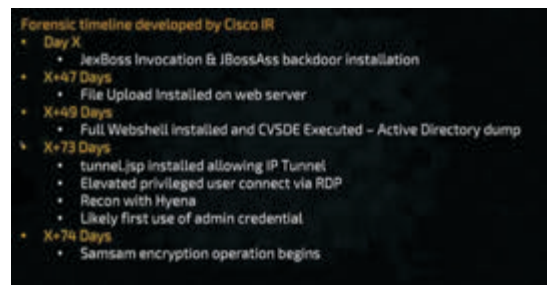 Forensic timeline developed by Cisco IR
• Day X
• JexBoss Invocation & JBossAss backdoor installation
• X+47 Days
• File Upload Installed on web server
• X+49 Days
• Full Webshell installed and CVSDE Executed – Active Directory dump
• X+73 Days
• tunnel.jsp installed allowing IP Tunnel
• Elevated privileged user connect via RDP
• Recon with Hyena
• Likely first use of admin credential
• X+74 Days
• Samsam encryption operation begins